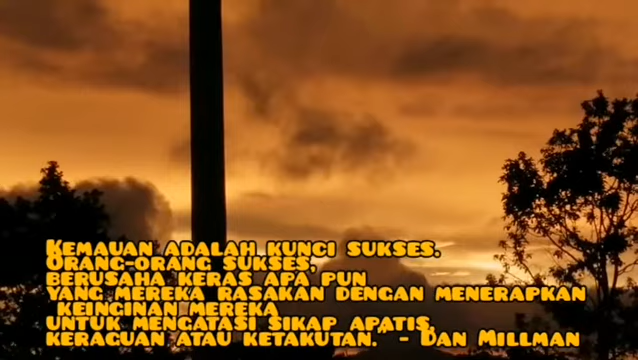 Kemauan adalah kunci sukses.
Orang-orang sukses,
berusaha keras apa pun
yang mereka rasakan dengan menerapkan
keinginan mereka
untuk mengatasi sikap apatis,
keraguan atau ketakutan." - Dan Millman